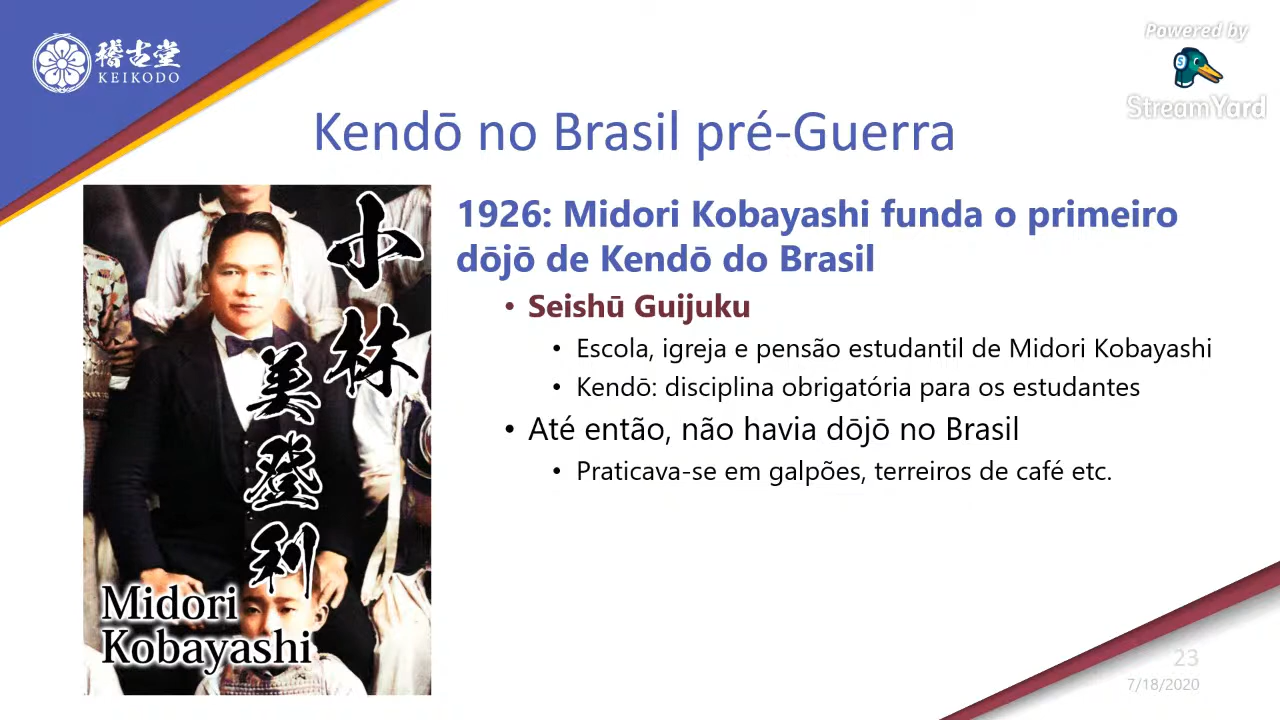 稽古堂
KEIKODO
Powered by
StreamYard
Kendō no Brasil pré-Guerra
小林
美登利
Midori
Kobayashi
1926: Midori Kobayashi funda o primeiro
dōjō de Kendō do Brasil
• Seishū Guijuku
• Escola, igreja e pensão estudantil de Midori Kobayashi
• Kendō: disciplina obrigatória para os estudantes
• Até então, não havia dōjō no Brasil
• Praticava-se em galpões, terreiros de café etc.
23
7/18/2020